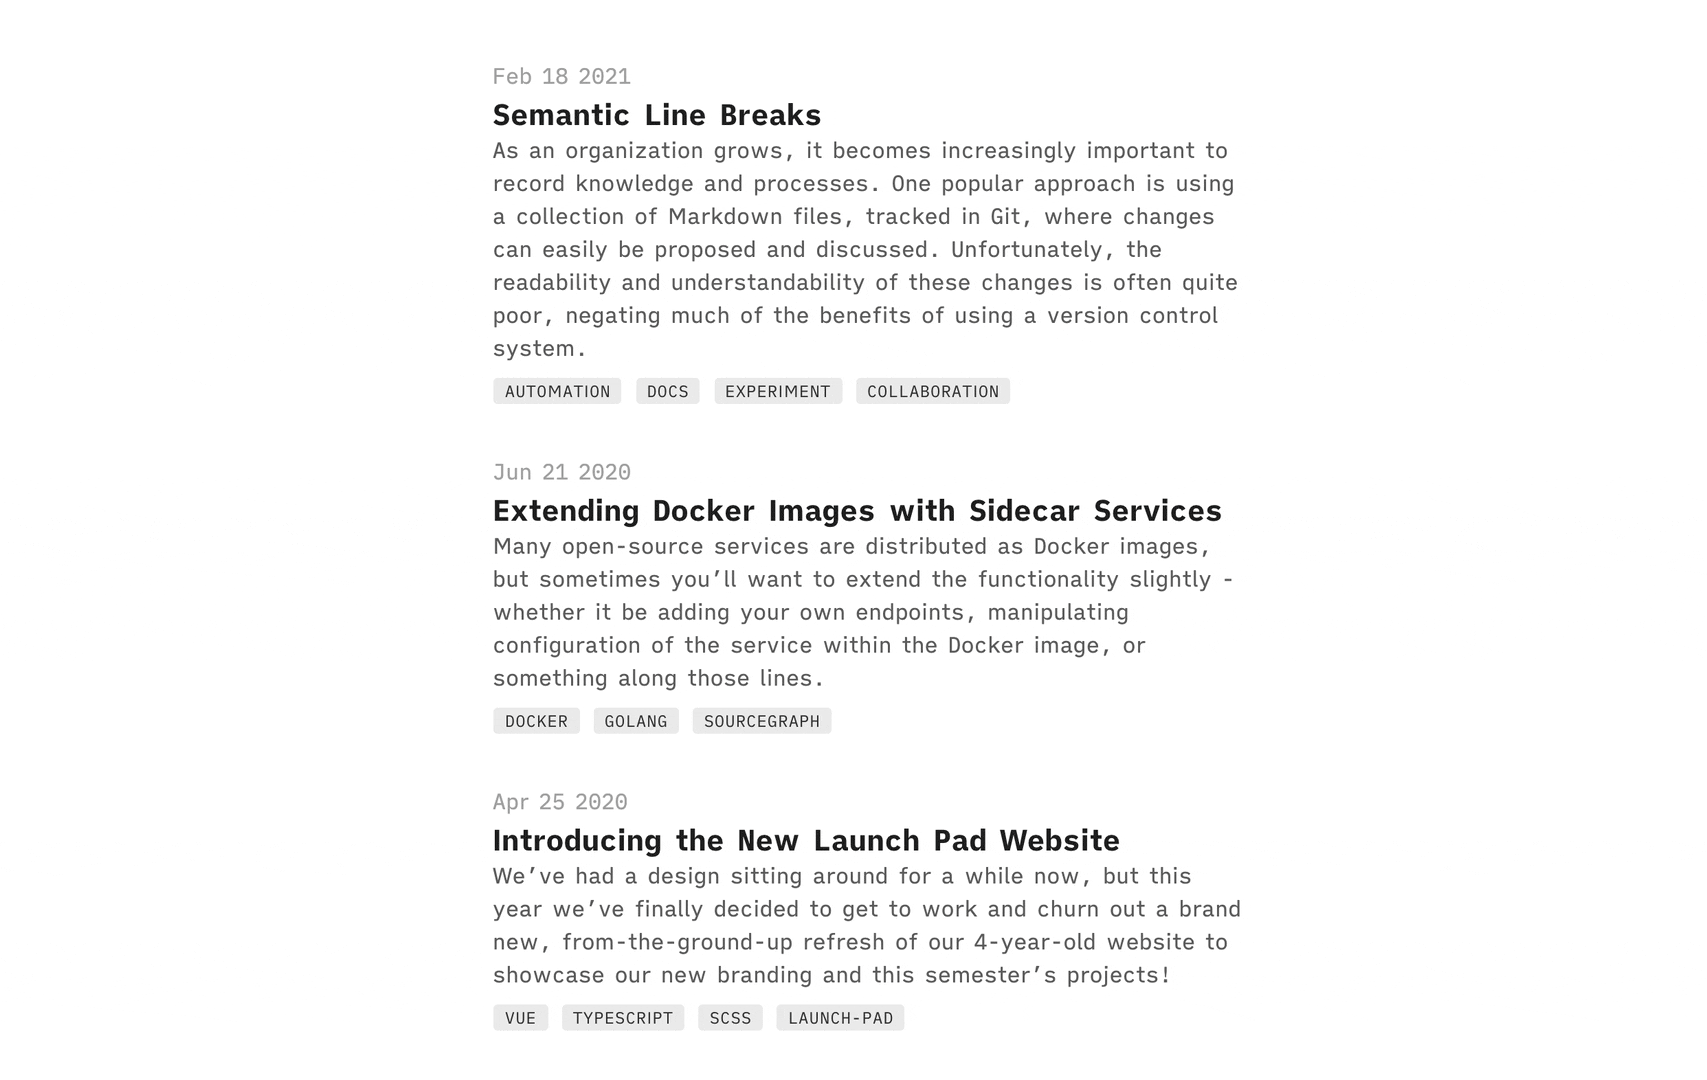 Feb 18 2021
Semantic Line Breaks
As an organization grows, it becomes increasingly important to
record knowledge and processes. One popular approach is using
a collection of Markdown files, tracked in Git, where changes
can easily be proposed and discussed. Unfortunately, the
readability and understandability of these changes is often quite
poor, negating much of the benefits of using a version control
system.
AUTOMATION DOCS EXPERIMENT COLLABORATION
Jun 21 2020
Extending Docker Images with Sidecar Services
Many open-source services are distributed as Docker images,
but sometimes you’ll want to extend the functionality slightly -
whether it be adding your own endpoints, manipulating
configuration of the service within the Docker image, or
something along those lines.
DOCKER GOLANG SOURCEGRAPH
Apr 25 2020
Introducing the New Launch Pad Website
We’ve had a design sitting around for a while now, but this
year we’ve finally decided to get to work and churn out a brand
new, from-the-ground-up refresh of our 4-year-old website to
showcase our new branding and this semester’s projects!
VUE TYPESCRIPT SCSS LAUNCH-PAD